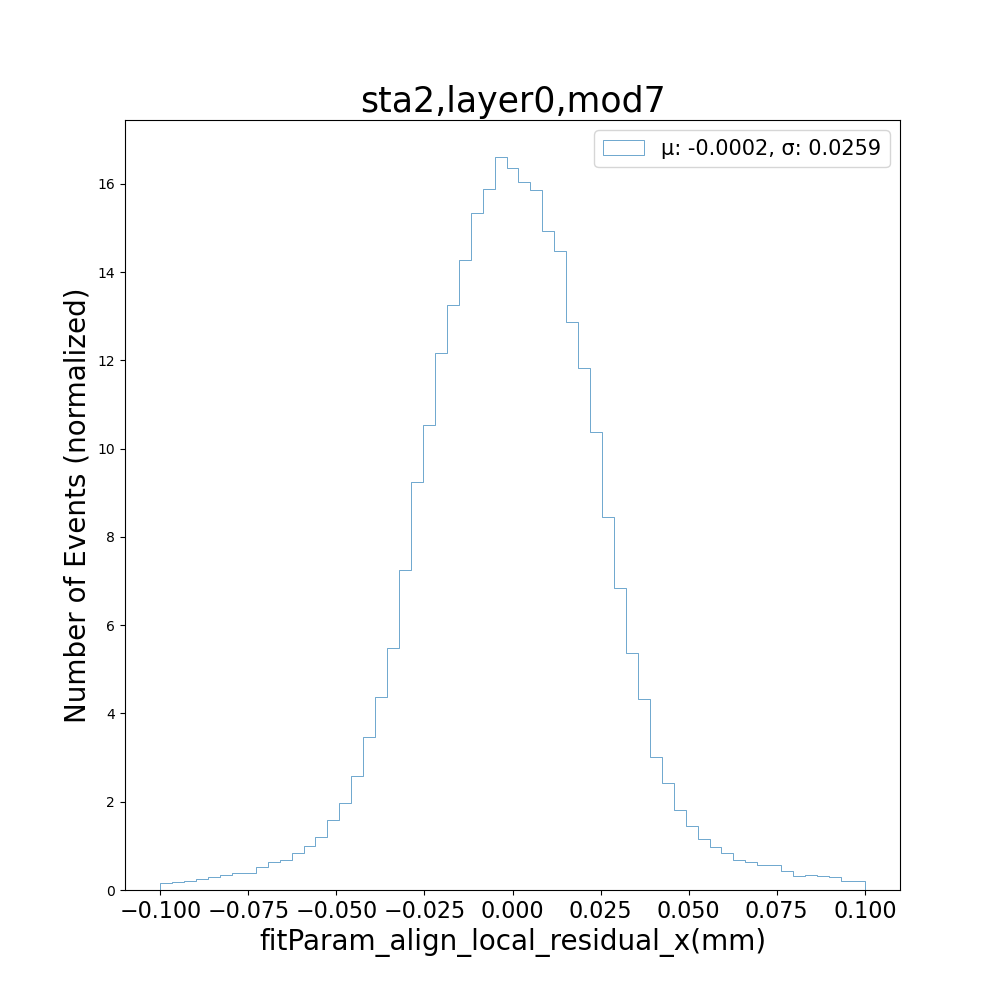 sta2,layer0,mod7
μ: -0.0002, σ: 0.0259
Number of Events (normalized)
16
14
12
10
8
6
4
2
0
−0.100 −0.075 −0.050 −0.025 0.000 0.025 0.050 0.075 0.100
fitParam_align_local_residual_x(mm)